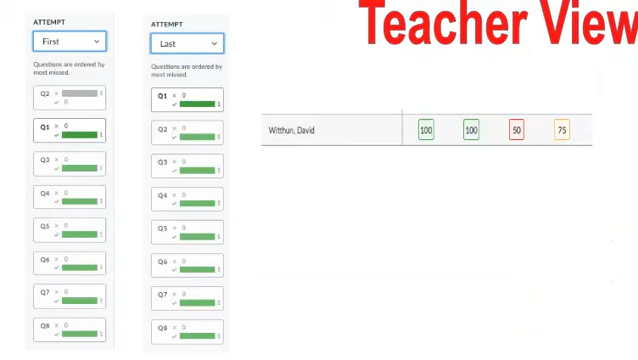 Teacher View
ATTEMPT
First
Questions are ordered by
most missed.
Q2 × 1
✓ 0
Q1 × 0
✓ 1
Q3 × 0
✓ 1
Q4 × 0
✓ 1
Q5 × 0
✓ 1
Q6 × 0
✓ 1
Q7 × 0
✓ 1
Q8 × 0
✓ 1
ATTEMPT
Last
Questions are ordered by
most missed.
Q1 × 0
✓ 1
Q2 × 0
✓ 1
Q3 × 0
✓ 1
Q4 × 0
✓ 1
Q5 × 0
✓ 1
Q6 × 0
✓ 1
Q7 × 0
✓ 1
Q8 × 0
✓ 1
Witthun, David 100 100 50 75